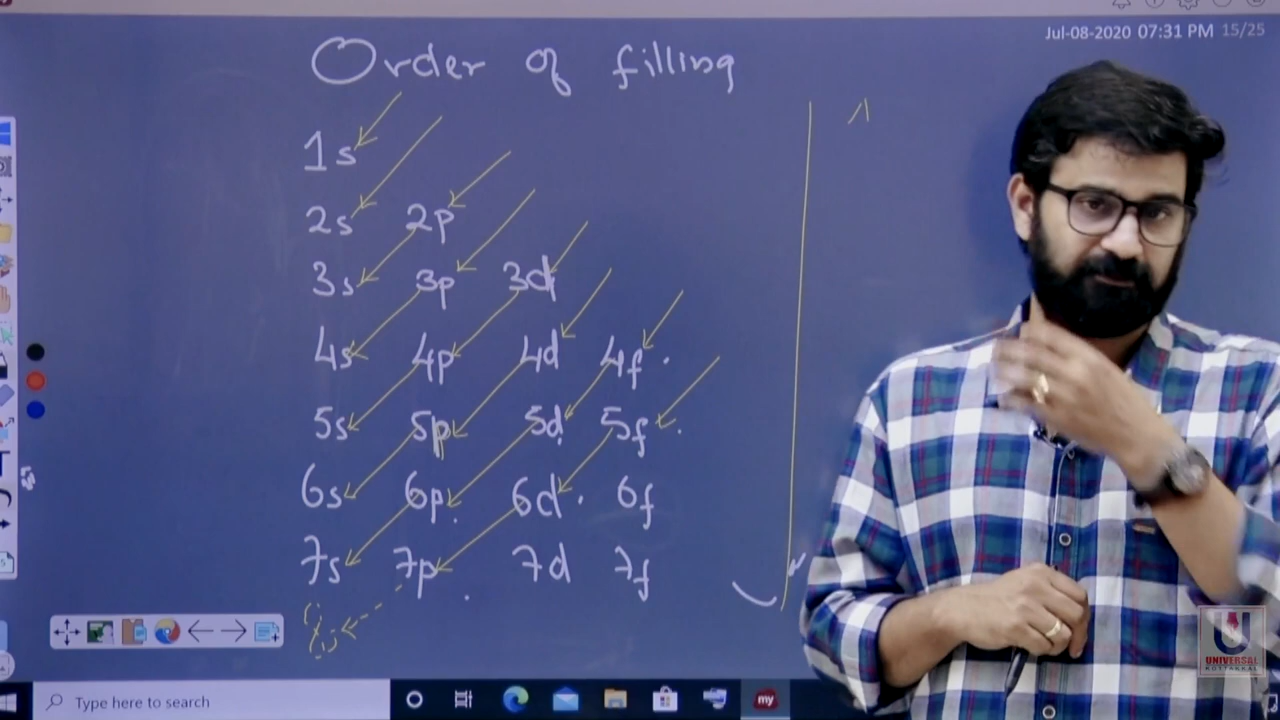 Jul-08-2020 07:31 PM 15/25
Order of filling
1s
2s 2p
3s 3p 3d
4s 4p 4d 4f
5s 5p 5d 5f
6s 6p 6d 6f
7s 7p 7d 7f
U
UNIVERSAL
KOTTAKKAL
Type here to search
my